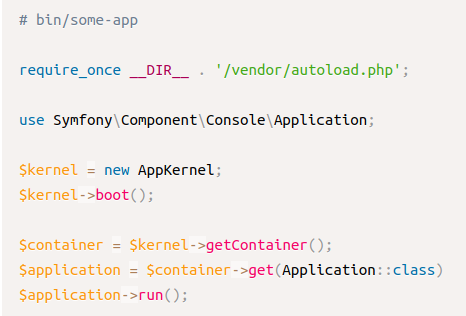 # bin/some-app
require_once __DIR__ . '/vendor/autoload.php';
use Symfony\Component\Console\Application;
$kernel = new AppKernel;
$kernel->boot();
$container = $kernel->getContainer();
$application = $container->get(Application::class)
$application->run();